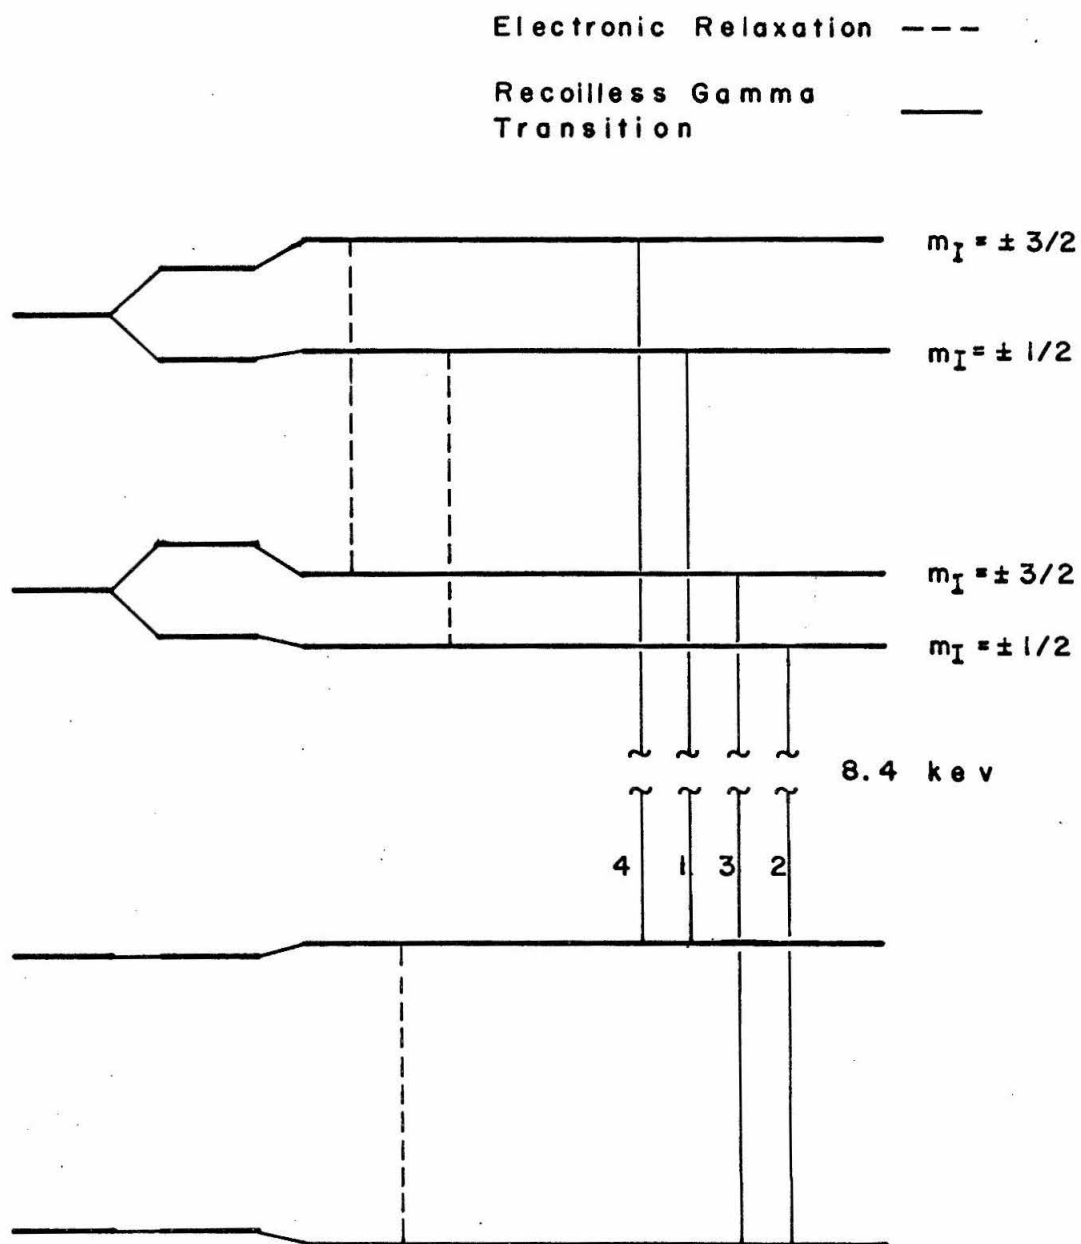 Electronic Relaxation
Recoilless Gamma
Transition
mI = ± 3/2
mI = ± 1/2
mI = ± 3/2
mI = ± 1/2
8.4 kev
4 1 3 2